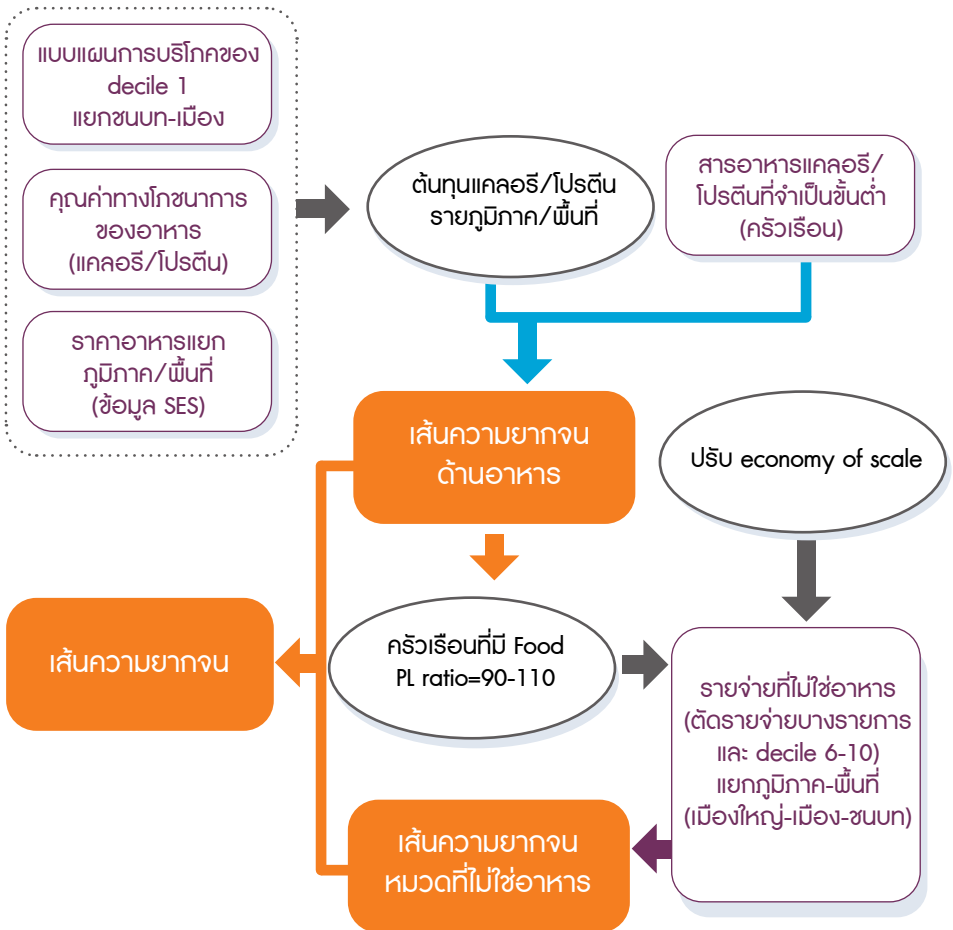 แบบแผนการบริโภคของ
decile 1
แยกชนบท-เมือง
คุณค่าทางโภชนาการ
ของอาหาร
(แคลอรี/โปรตีน)
ราคาอาหารแยก
ภูมิภาค/พื้นที่
(ข้อมูล SES)
ต้นทุนแคลอรี/โปรตีน
รายภูมิภาค/พื้นที่
สารอาหารแคลอรี/
โปรตีนที่จำเป็นขั้นต่ำ
(ครัวเรือน)
เส้นความยากจน
ด้านอาหาร
ปรับ economy of scale
เส้นความยากจน
ครัวเรือนที่มี Food
PL ratio=90-110
รายจ่ายที่ไม่ใช่อาหาร
(ตัดรายจ่ายบางรายการ
และ decile 6-10)
แยกภูมิภาค-พื้นที่
(เมืองใหญ่-เมือง-ชนบท)
เส้นความยากจน
หมวดที่ไม่ใช่อาหาร